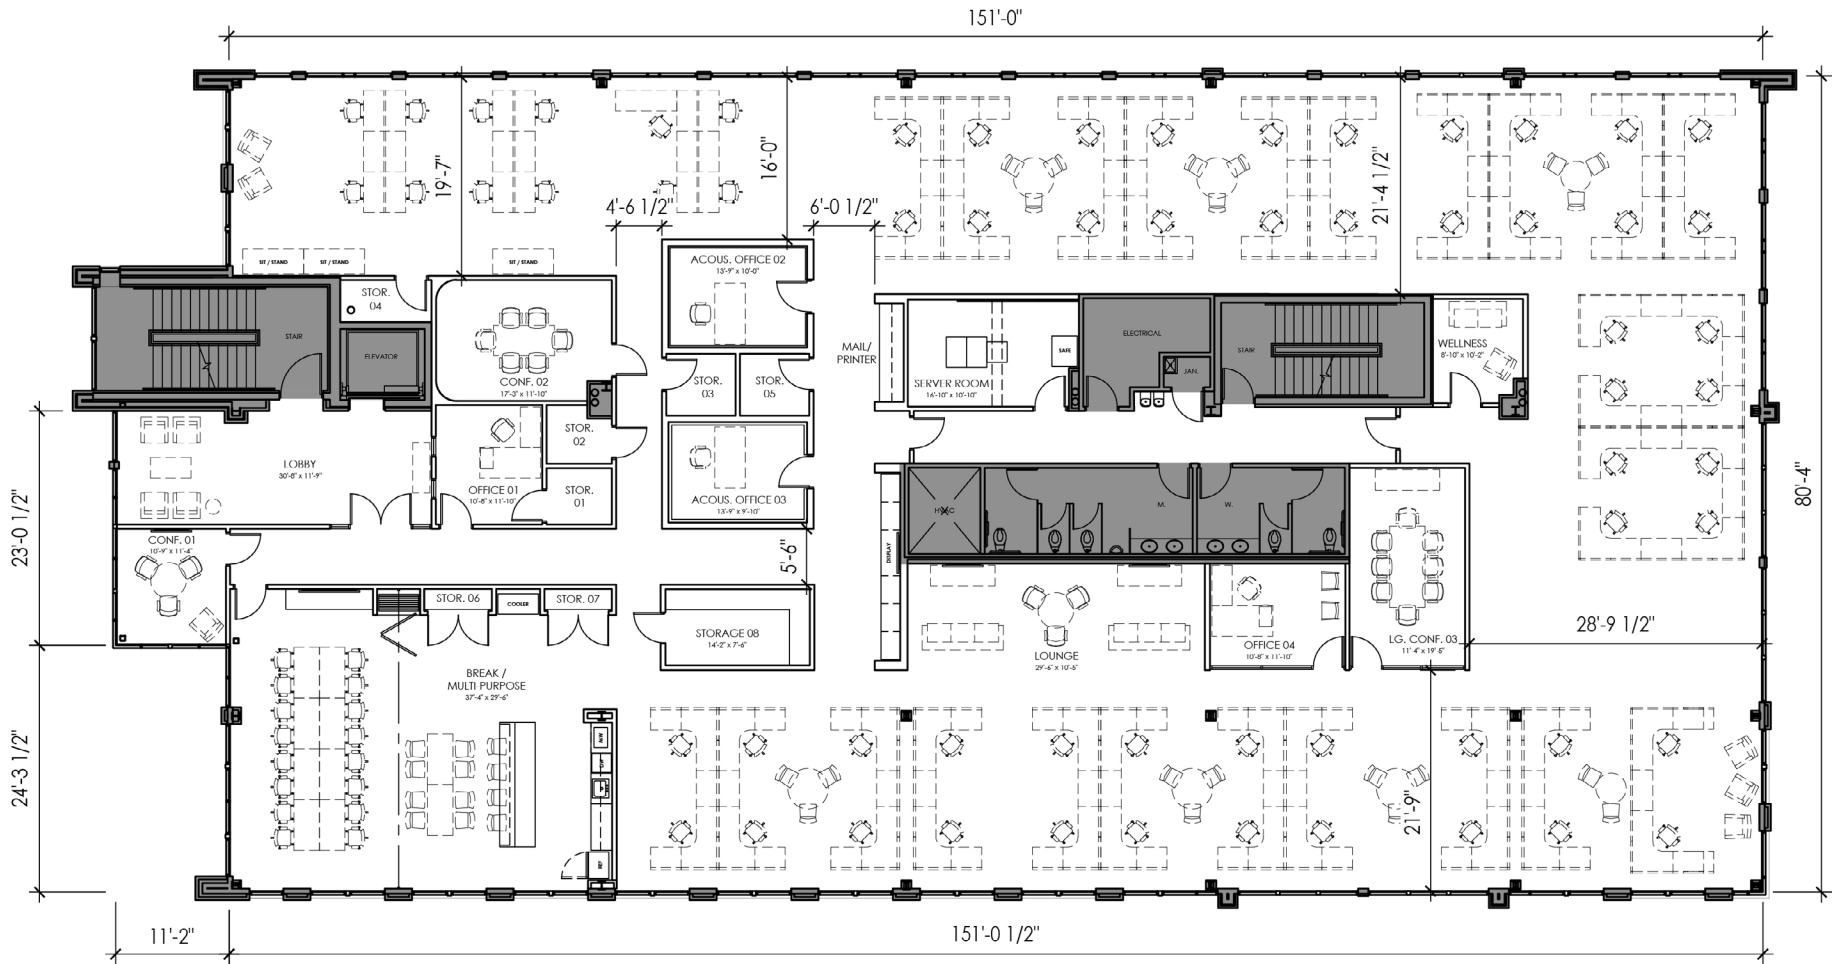 151'-0"
19'-7"
16'-0"
21'-4 1/2"
4'-6 1/2"
6'-0 1/2"
SIT / STAND
SIT / STAND
SIT / STAND
ACOUS. OFFICE 02
13'-9" x 10'-0"
STOR.
04
STAIR
ELEVATOR
CONF. 02
17'-3" x 11'-10"
STOR.
03
STOR.
05
MAIL/
PRINTER
SERVER ROOM
16'-10" x 10'-10"
SAFE
ELECTRICAL
JAN.
STAIR
WELLNESS
8'-10" x 10'-2"
LOBBY
30'-8" x 11'-9"
OFFICE 01
10'-8" x 11'-10"
STOR.
02
STOR.
01
ACOUS. OFFICE 03
13'-9" x 9'-10"
HVAC
M.
W.
80'-4"
23'-0 1/2"
CONF. 01
10'-9" x 11'-4"
5'-6"
DISPLAY
STOR. 06
COOLER
STOR. 07
STORAGE 08
14'-2" x 7'-6"
LOUNGE
29'-6" x 10'-6"
OFFICE 04
10'-8" x 11'-10"
LG. CONF. 03
11'-4" x 19'-5"
28'-9 1/2"
BREAK /
MULTI PURPOSE
37'-4" x 29'-6"
24'-3 1/2"
21'-9"
M/W
REF
11'-2"
151'-0 1/2"